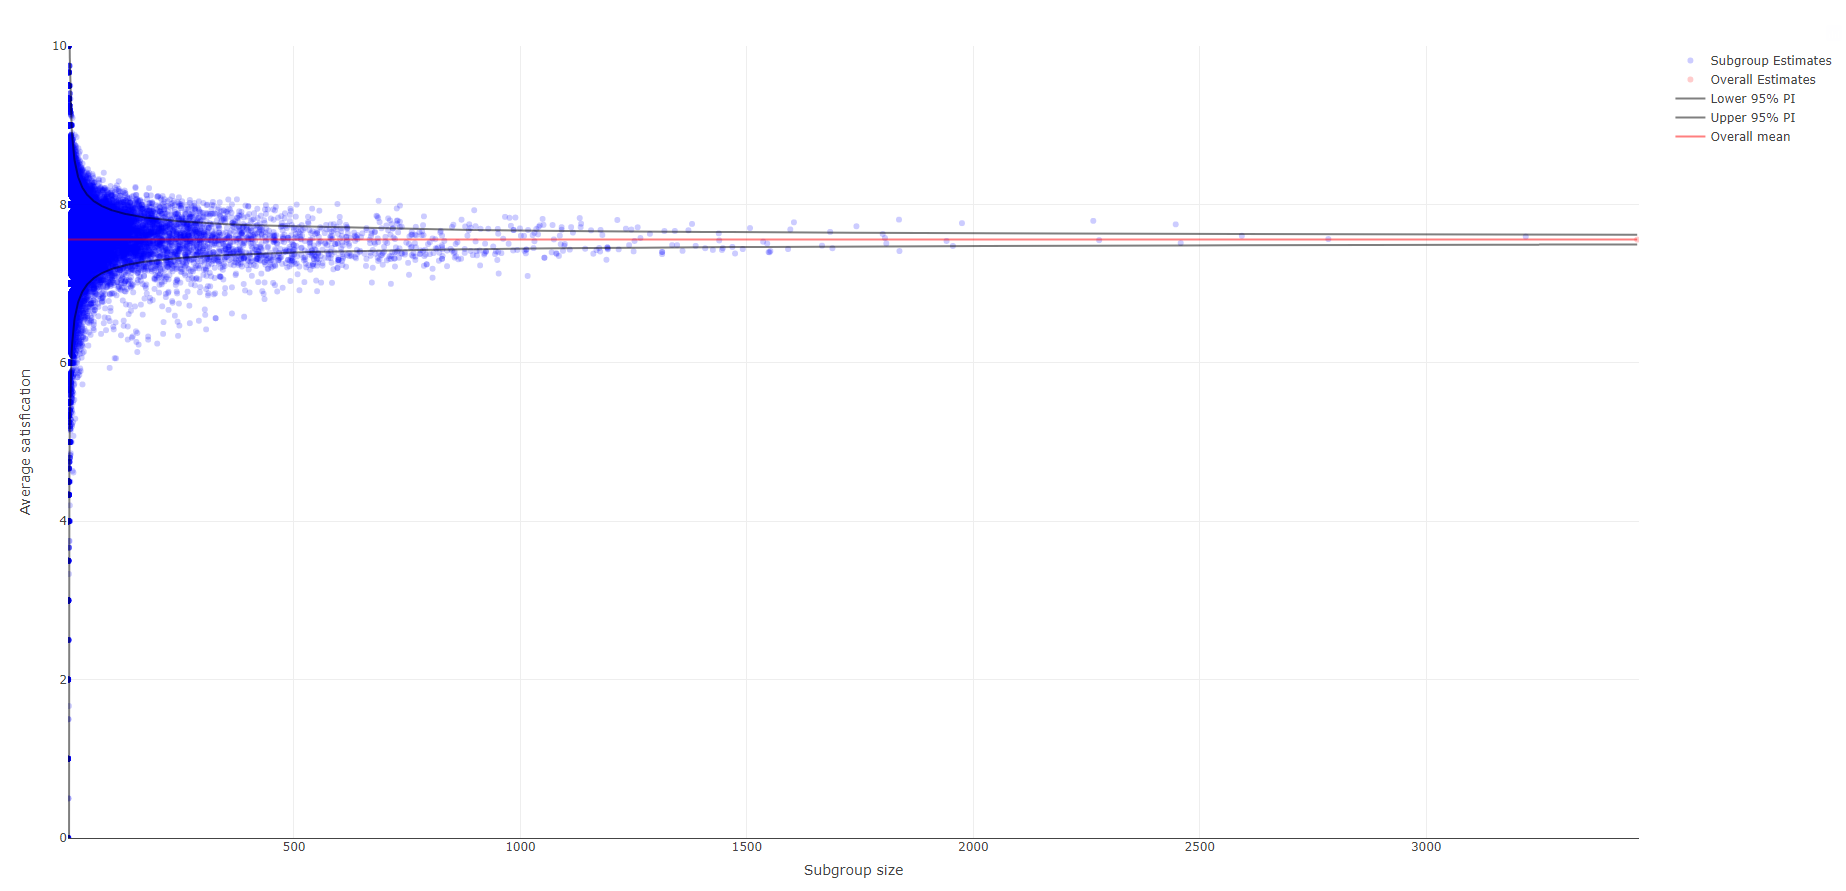 10
8
6
4
2
0
Average satisfication
500
1000
1500
2000
2500
3000
Subgroup size
Subgroup Estimates
Overall Estimates
Lower 95% PI
Upper 95% PI
Overall mean